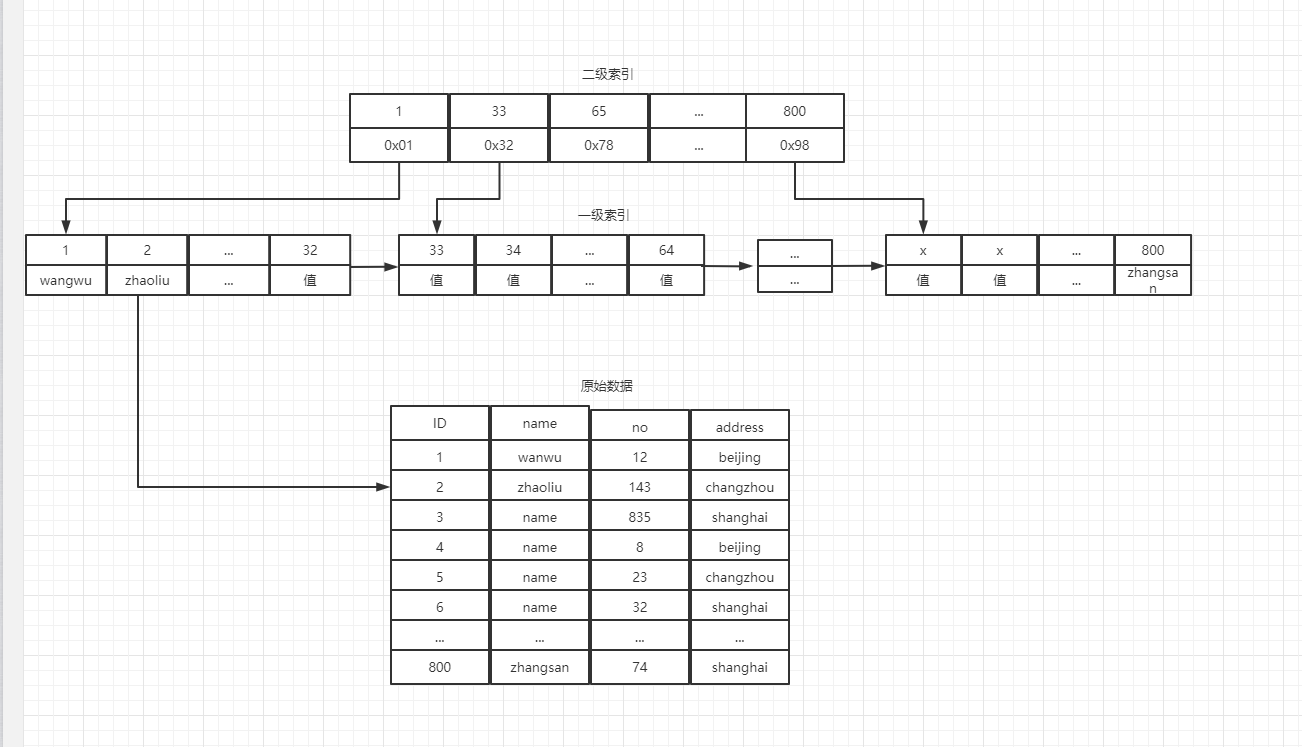 二级索引
1 33 65 ... 800
0x01 0x32 0x78 ... 0x98
一级索引
1 2 ... 32 33 34 ... 64 ... x x ... 800
wangwu zhaoliu ... 值 值 值 ... 值 ... 值 值 ... zhangsa
n
原始数据
ID name no address
1 wanwu 12 beijing
2 zhaoliu 143 changzhou
3 name 835 shanghai
4 name 8 beijing
5 name 23 changzhou
6 name 32 shanghai
... ... ... ...
800 zhangsan 74 shanghai